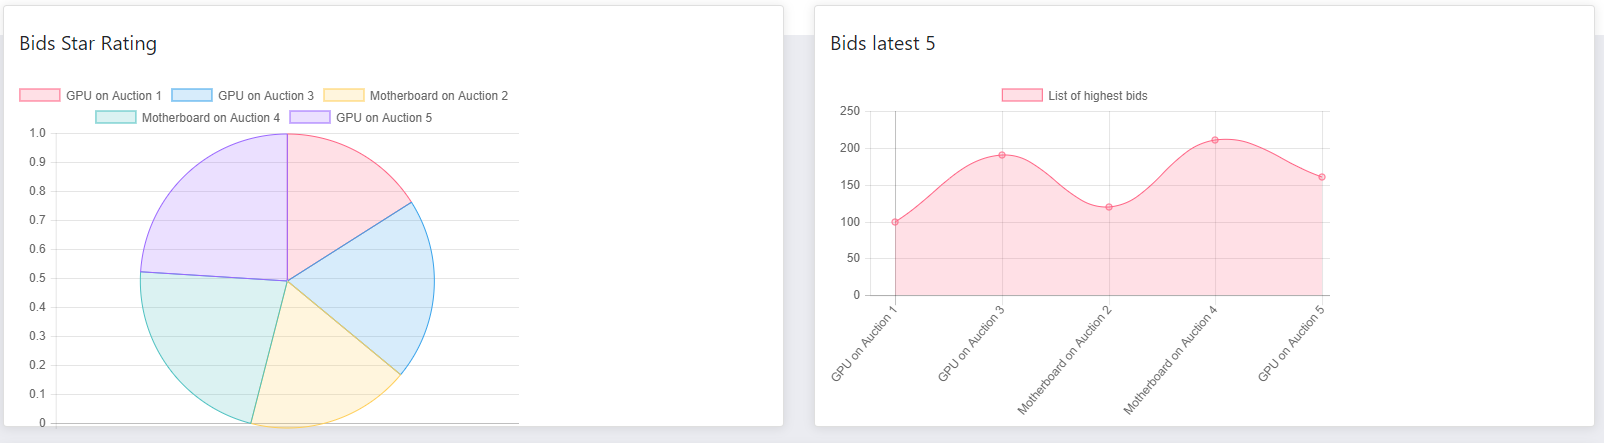 Bids Star Rating
GPU on Auction 1 GPU on Auction 3 Motherboard on Auction 2
Motherboard on Auction 4 GPU on Auction 5
1.0
0.9
0.8
0.7
0.6
0.5
0.4
0.3
0.2
0.1
0
Bids latest 5
List of highest bids
250
200
150
100
50
0
GPU on Auction 1
GPU on Auction 3
Motherboard on Auction 2
Motherboard on Auction 4
GPU on Auction 5